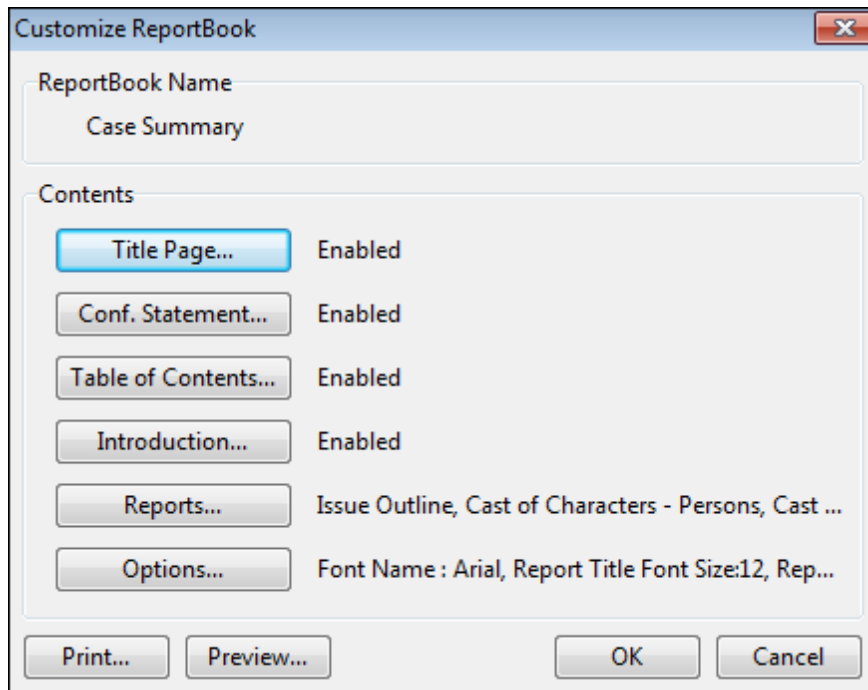 Customize ReportBook
ReportBook Name
Case Summary
Contents
Title Page... Enabled
Conf. Statement... Enabled
Table of Contents... Enabled
Introduction... Enabled
Reports... Issue Outline, Cast of Characters - Persons, Cast ...
Options... Font Name : Arial, Report Title Font Size:12, Rep...
Print... Preview... OK Cancel